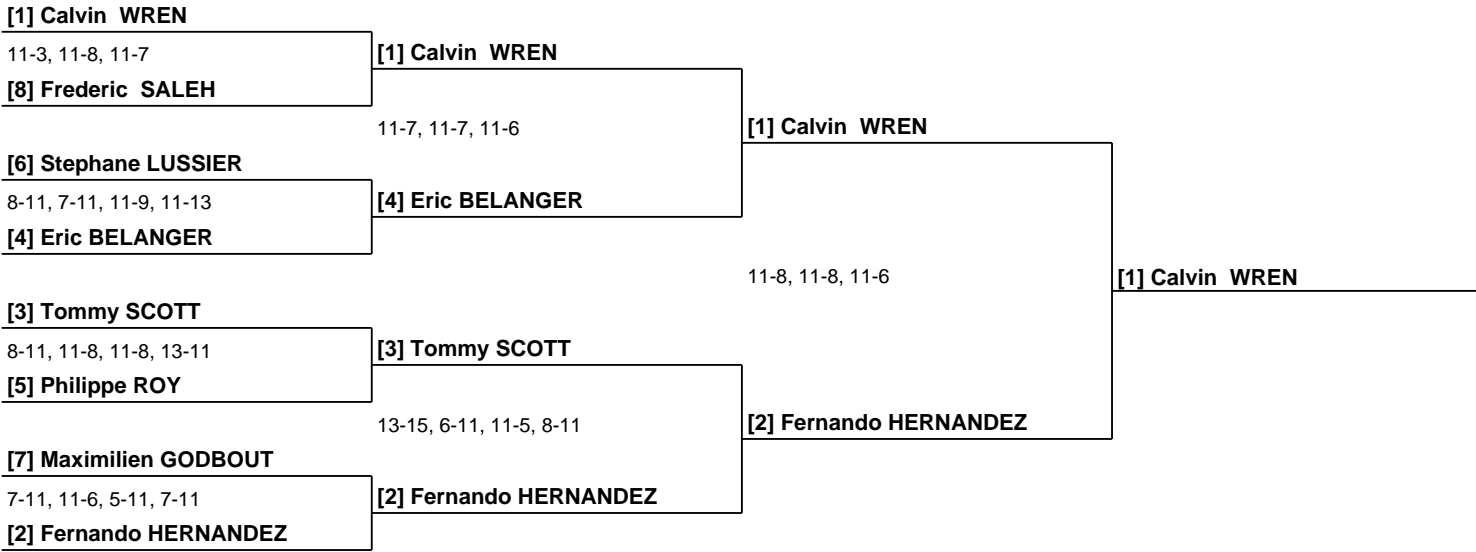 [1] Calvin  WREN
11-3, 11-8, 11-7
[8] Frederic  SALEH
[1] Calvin  WREN
11-7, 11-7, 11-6
[1] Calvin  WREN
[6] Stephane LUSSIER
8-11, 7-11, 11-9, 11-13
[4] Eric BELANGER
[4] Eric BELANGER
11-8, 11-8, 11-6
[1] Calvin  WREN
[3] Tommy SCOTT
8-11, 11-8, 11-8, 13-11
[5] Philippe ROY
[3] Tommy SCOTT
13-15, 6-11, 11-5, 8-11
[2] Fernando HERNANDEZ
[7] Maximilien GODBOUT
7-11, 11-6, 5-11, 7-11
[2] Fernando HERNANDEZ
[2] Fernando HERNANDEZ